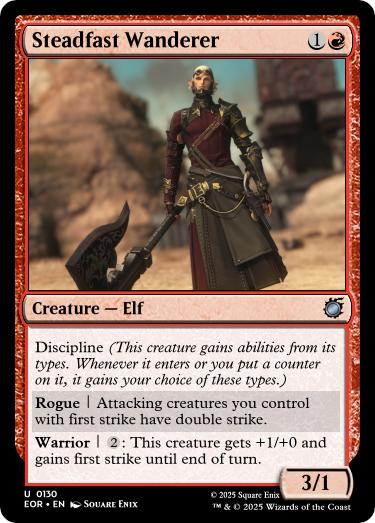 Steadfast Wanderer 1
Creature — Elf
Discipline (This creature gains abilities from its
types. Whenever it enters or you put a counter
on it, it gains your choice of these types.)
Rogue | Attacking creatures you control
with first strike have double strike.
Warrior | 2: This creature gets +1/+0 and
gains first strike until end of turn.
3/1
U 0130
EOR • EN SQUARE ENIX
© 2025 Square Enix
™ & © 2025 Wizards of the Coast